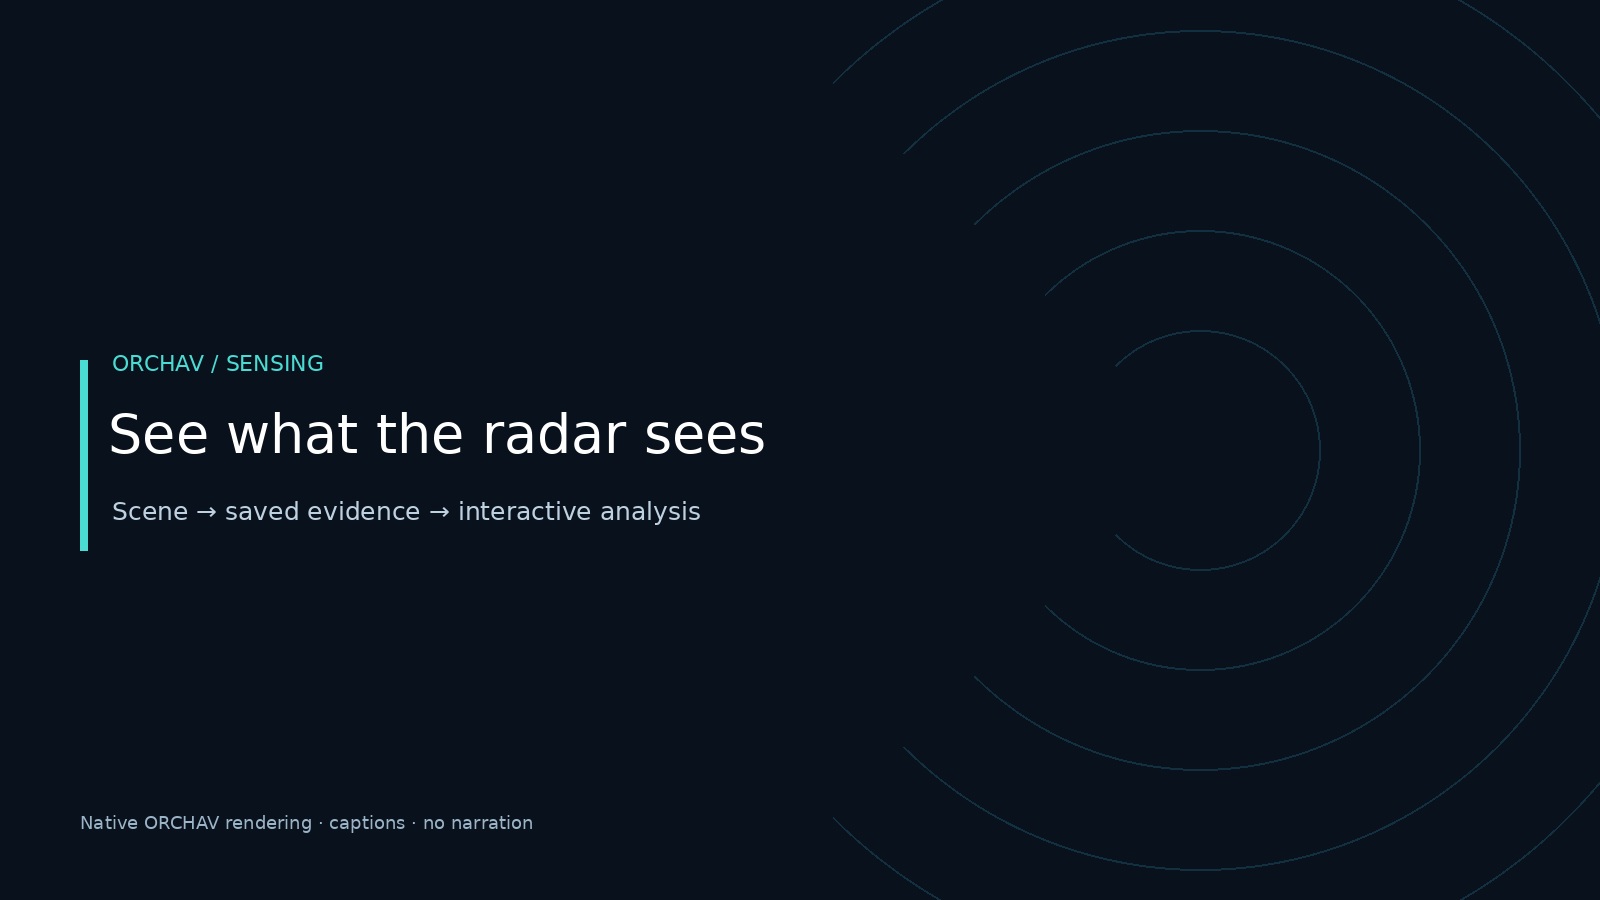 ORCHAV / SENSING
See what the radar sees
Scene → saved evidence → interactive analysis
Native ORCHAV rendering · captions · no narration